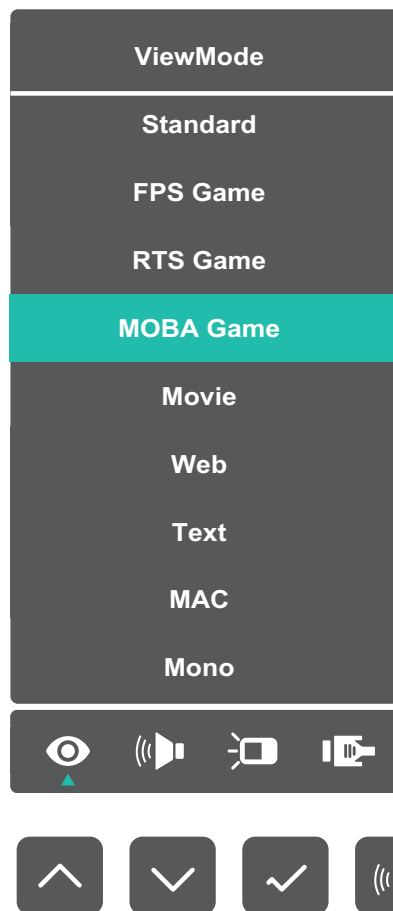 ViewMode
Standard
FPS Game
RTS Game
MOBA Game
Movie
Web
Text
MAC
Mono